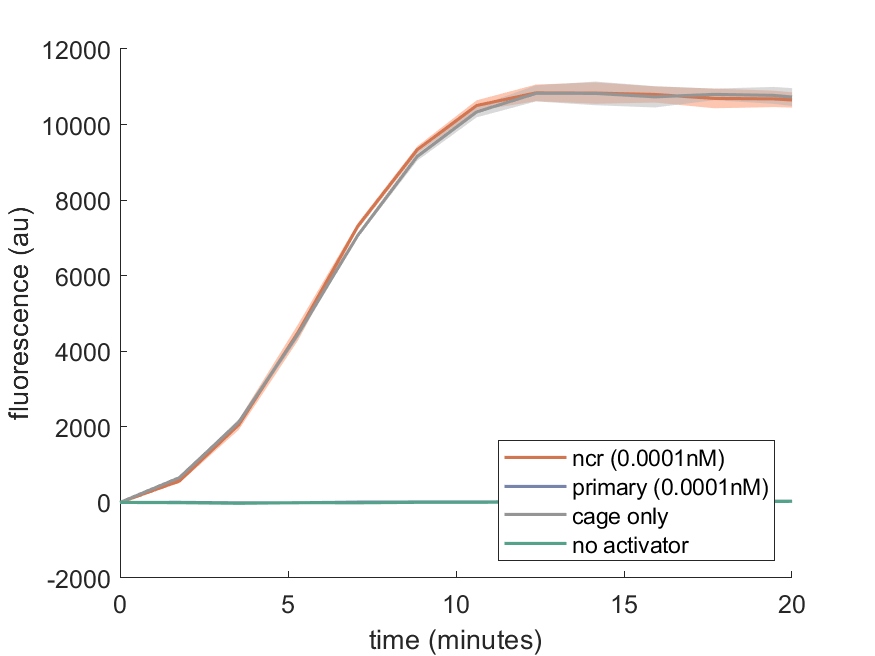 12000
10000
8000
6000
4000
2000
0
-2000
fluorescence (au)
ncr (0.0001nM)
primary (0.0001nM)
cage only
no activator
0 5 10 15 20
time (minutes)